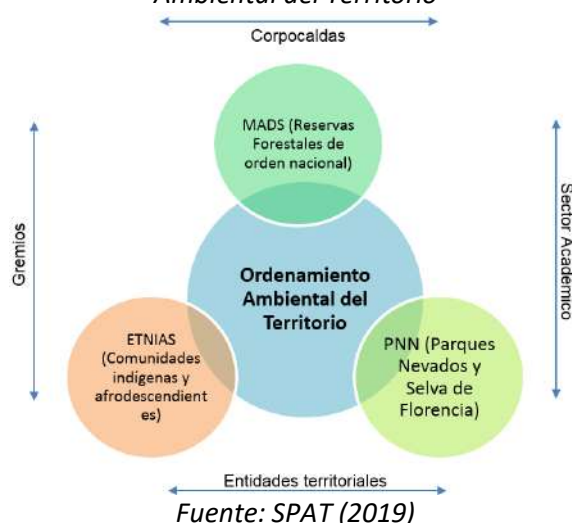 Ambiental del Territorio
Corpocaldas
MADS (Reservas
Forestales de
orden nacional)
Gremios
Sector Académico
Ordenamiento
Ambiental del
Territorio
ETNIAS
(Comunidades
indígenas y
afrodescendient
es)
PNN (Parques
Nevados y
Selva de
Florencia)
Entidades territoriales
Fuente: SPAT (2019)